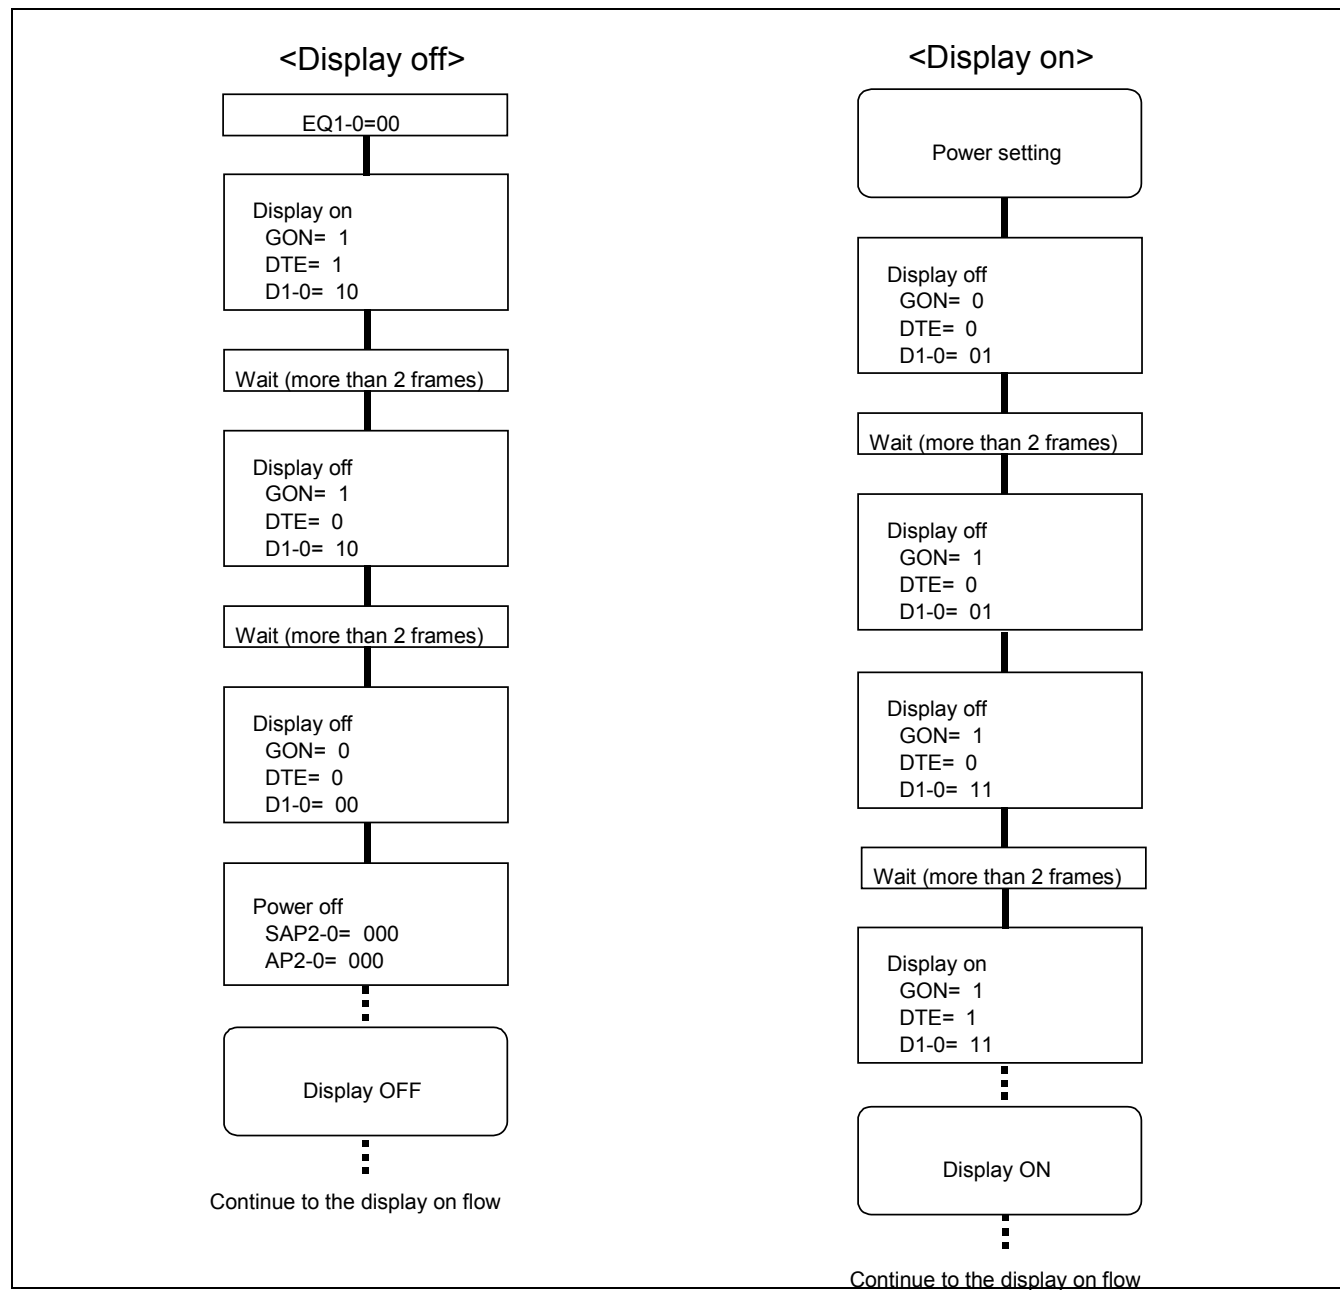 <Display off>
EQ1-0=00
Display on
GON= 1
DTE= 1
D1-0= 10
Wait (more than 2 frames)
Display off
GON= 1
DTE= 0
D1-0= 10
Wait (more than 2 frames)
Display off
GON= 0
DTE= 0
D1-0= 00
Power off
SAP2-0= 000
AP2-0= 000
Display OFF
Continue to the display on flow
<Display on>
Power setting
Display off
GON= 0
DTE= 0
D1-0= 01
Wait (more than 2 frames)
Display off
GON= 1
DTE= 0
D1-0= 01
Display off
GON= 1
DTE= 0
D1-0= 11
Wait (more than 2 frames)
Display on
GON= 1
DTE= 1
D1-0= 11
Display ON
Continue to the display on flow